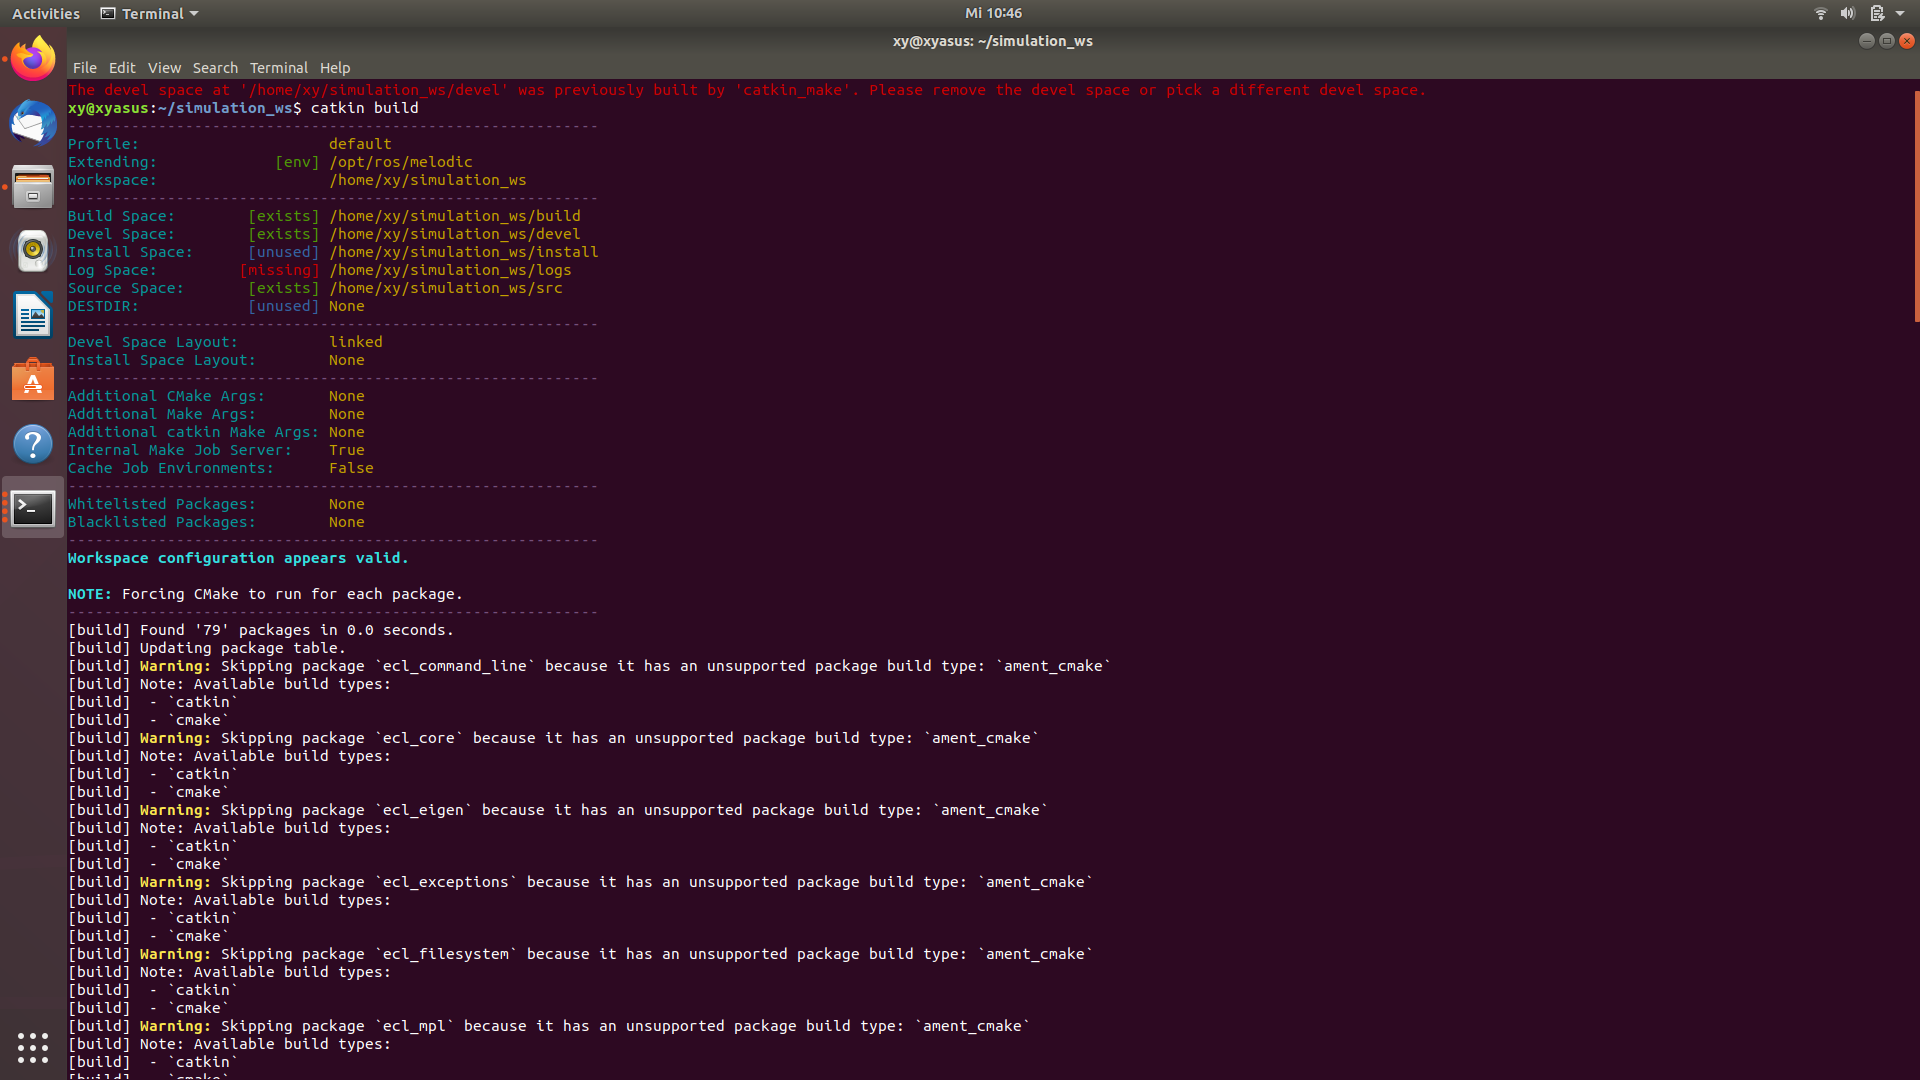 Activities Terminal Mi 10:46
xy@xyasus: ~/simulation_ws
File Edit View Search Terminal Help
The devel space at '/home/xy/simulation_ws/devel' was previously built by 'catkin_make'. Please remove the devel space or pick a different devel space.
xy@xyasus:~/simulation_ws$ catkin build
-----------------------------------------------------------
Profile: default
Extending: [env] /opt/ros/melodic
Workspace: /home/xy/simulation_ws
-----------------------------------------------------------
Build Space: [exists] /home/xy/simulation_ws/build
Devel Space: [exists] /home/xy/simulation_ws/devel
Install Space: [unused] /home/xy/simulation_ws/install
Log Space: [missing] /home/xy/simulation_ws/logs
Source Space: [exists] /home/xy/simulation_ws/src
DESTDIR: [unused] None
-----------------------------------------------------------
Devel Space Layout: linked
Install Space Layout: None
-----------------------------------------------------------
Additional CMake Args: None
Additional Make Args: None
Additional catkin Make Args: None
Internal Make Job Server: True
Cache Job Environments: False
-----------------------------------------------------------
Whitelisted Packages: None
Blacklisted Packages: None
-----------------------------------------------------------
Workspace configuration appears valid.
NOTE: Forcing CMake to run for each package.
-----------------------------------------------------------
[build] Found '79' packages in 0.0 seconds.
[build] Updating package table.
[build] Warning: Skipping package `ecl_command_line` because it has an unsupported package build type: `ament_cmake`
[build] Note: Available build types:
[build]  - `catkin`
[build]  - `cmake`
[build] Warning: Skipping package `ecl_core` because it has an unsupported package build type: `ament_cmake`
[build] Note: Available build types:
[build]  - `catkin`
[build]  - `cmake`
[build] Warning: Skipping package `ecl_eigen` because it has an unsupported package build type: `ament_cmake`
[build] Note: Available build types:
[build]  - `catkin`
[build]  - `cmake`
[build] Warning: Skipping package `ecl_exceptions` because it has an unsupported package build type: `ament_cmake`
[build] Note: Available build types:
[build]  - `catkin`
[build]  - `cmake`
[build] Warning: Skipping package `ecl_filesystem` because it has an unsupported package build type: `ament_cmake`
[build] Note: Available build types:
[build]  - `catkin`
[build]  - `cmake`
[build] Warning: Skipping package `ecl_mpl` because it has an unsupported package build type: `ament_cmake`
[build] Note: Available build types:
[build]  - `catkin`
[build]  - `cmake`